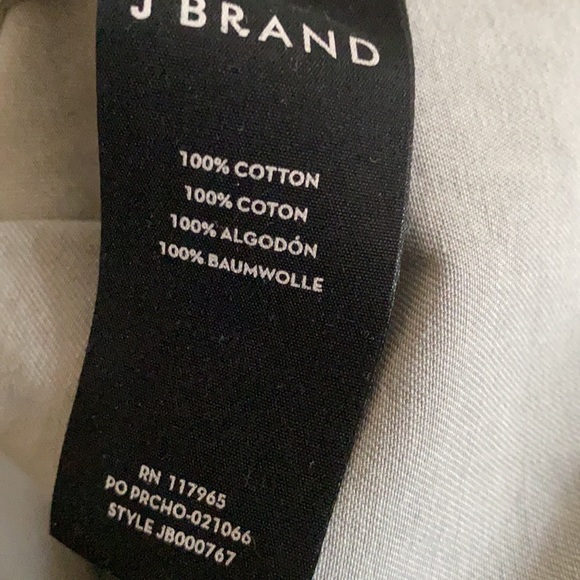 J BRAND
100% COTTON
100% COTON
100% ALGODÓN
100% BAUMWOLLE
RN 117965
PO PRCHO-021066
STYLE JB000767